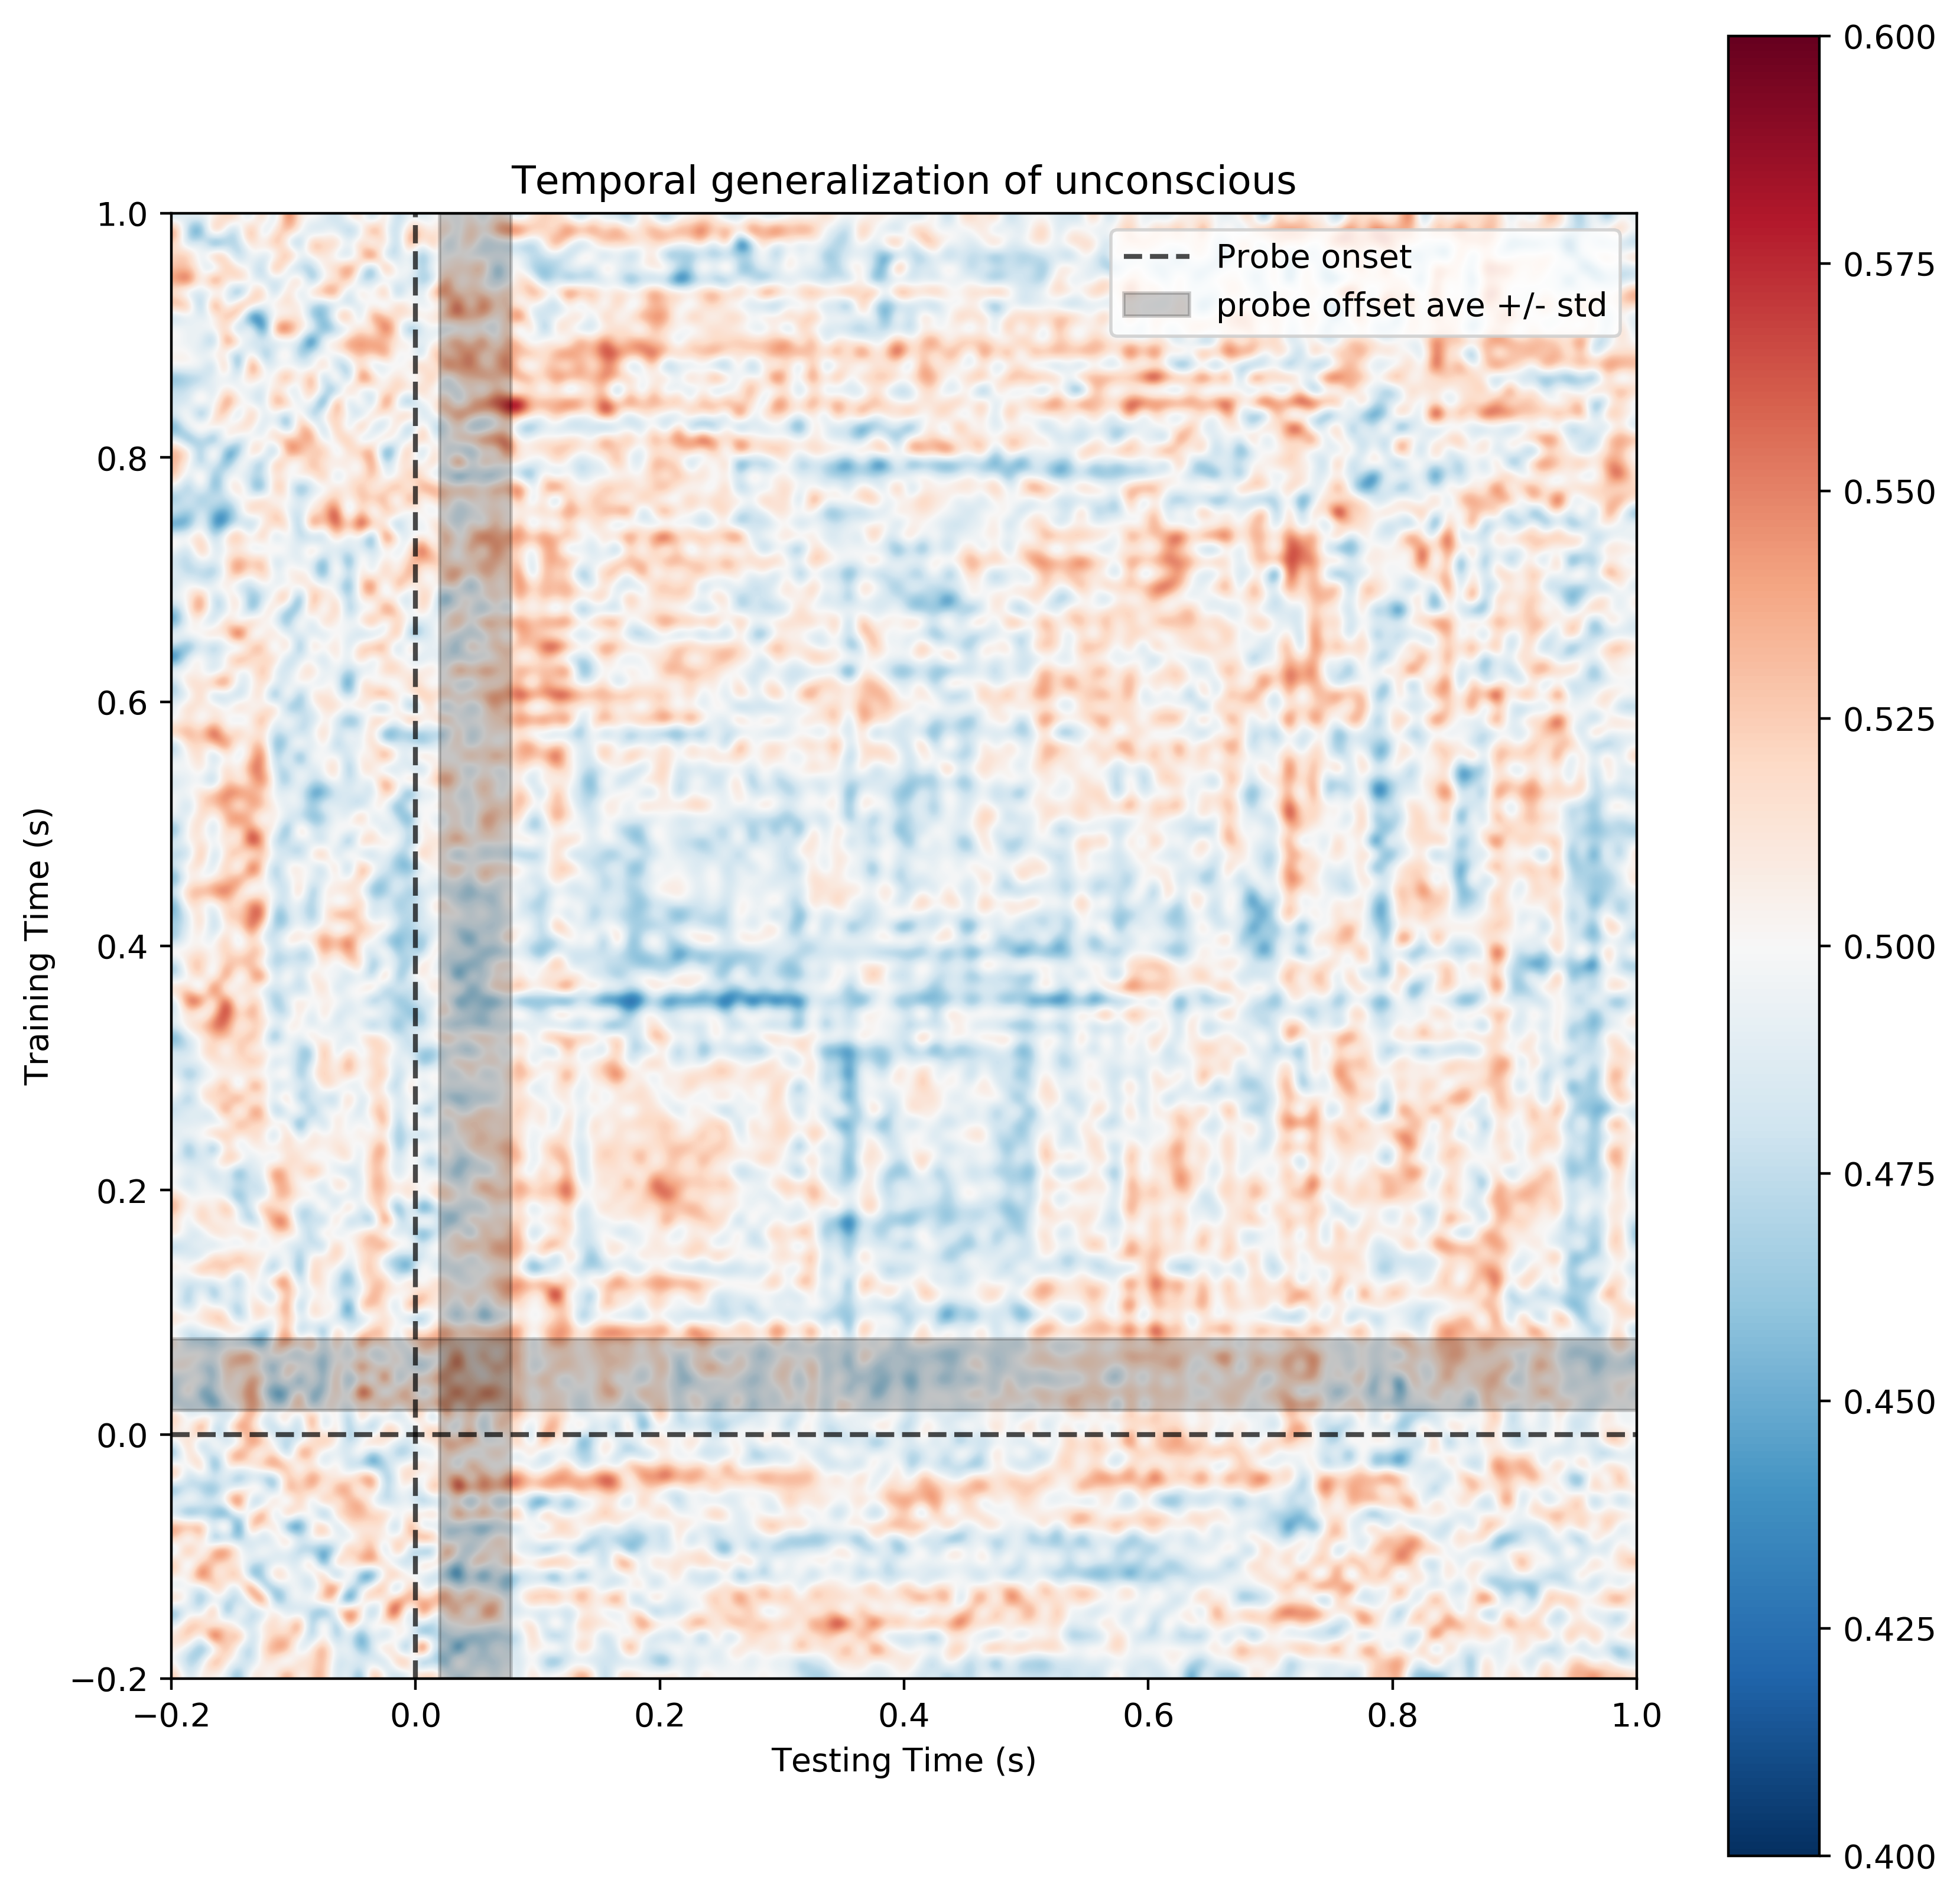 Temporal generalization of unconscious
Probe onset
probe offset ave +/- std
Training Time (s)
1.0
0.8
0.6
0.4
0.2
0.0
−0.2
−0.2 0.0 0.2 0.4 0.6 0.8 1.0
Testing Time (s)
0.600
0.575
0.550
0.525
0.500
0.475
0.450
0.425
0.400